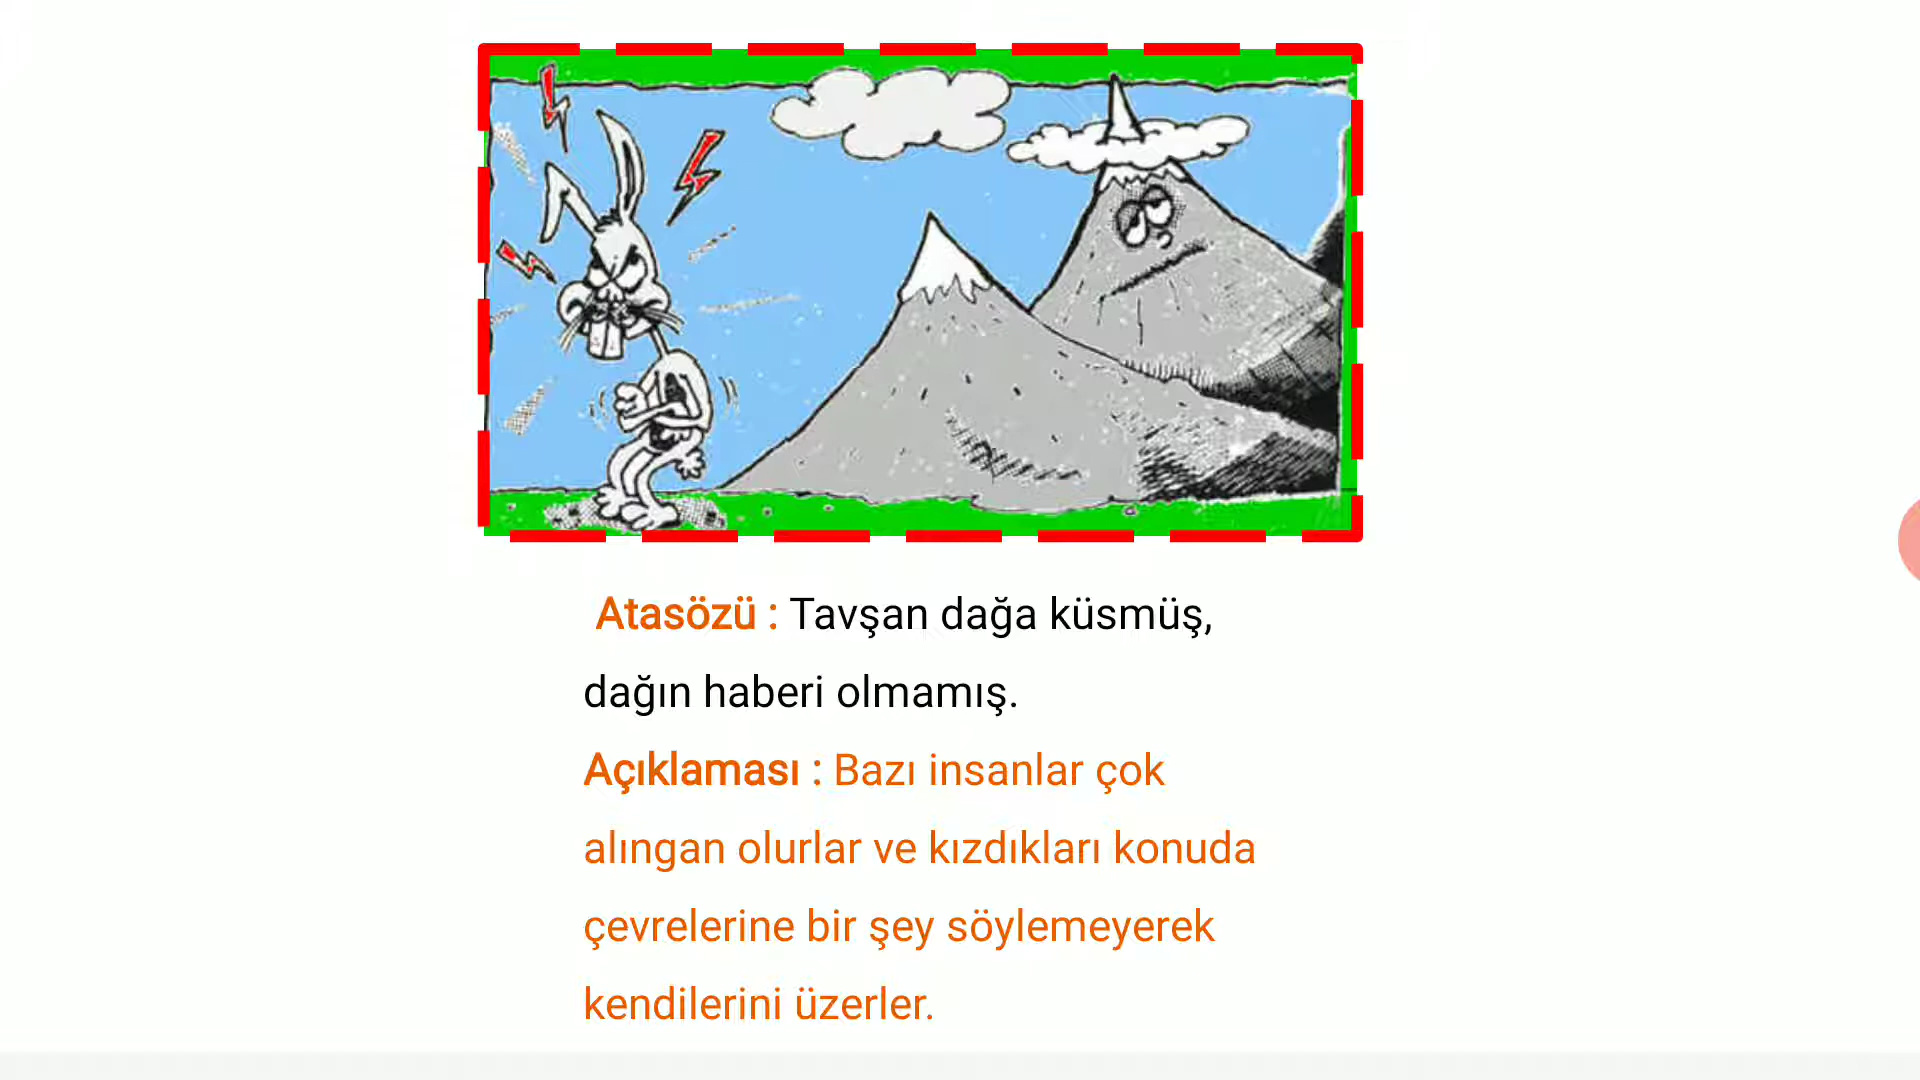 Atasözü : Tavşan dağa küsmüş,
dağın haberi olmamış.
Açıklaması : Bazı insanlar çok
alıngan olurlar ve kızdıkları konuda
çevrelerine bir şey söylemeyerek
kendilerini üzerler.